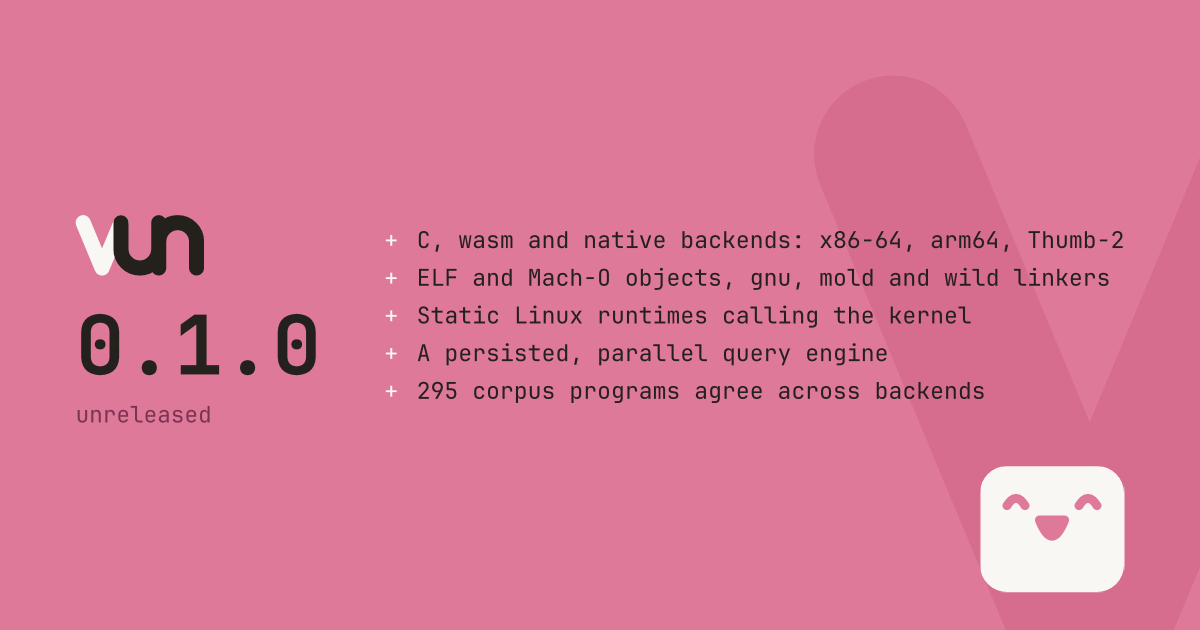 vun
0.1.0
unreleased
+ C, wasm and native backends: x86-64, arm64, Thumb-2
+ ELF and Mach-O objects, gnu, mold and wild linkers
+ Static Linux runtimes calling the kernel
+ A persisted, parallel query engine
+ 295 corpus programs agree across backends